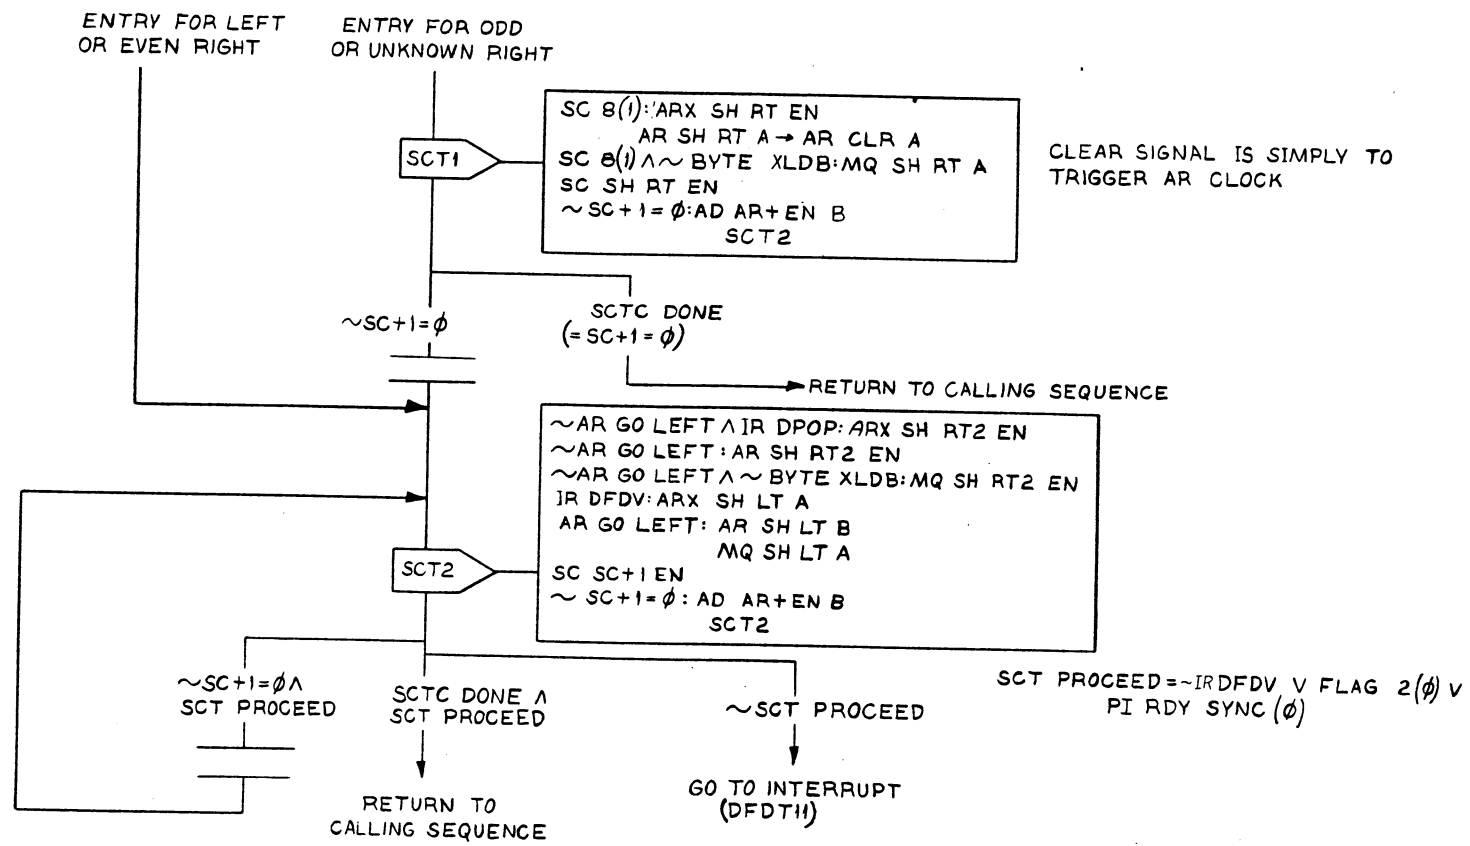 ENTRY FOR LEFT
OR EVEN RIGHT
ENTRY FOR ODD
OR UNKNOWN RIGHT
SCT1
SC 8(1): ARX SH RT EN
AR SH RT A → AR CLR A
SC 8(1) ∧ ~ BYTE XLDB: MQ SH RT A
SC SH RT EN
~ SC+1=∅: AD AR+ EN B
SCT2
CLEAR SIGNAL IS SIMPLY TO
TRIGGER AR CLOCK
~SC+1=∅
SCTC DONE
(= SC+1=∅)
RETURN TO CALLING SEQUENCE
~AR GO LEFT ∧ IR DPOP: ARX SH RT2 EN
~AR GO LEFT: AR SH RT2 EN
~AR GO LEFT ∧ ~ BYTE XLDB: MQ SH RT2 EN
IR DFDV: ARX SH LT A
AR GO LEFT: AR SH LT B
MQ SH LT A
SC SC+1 EN
~ SC+1=∅: AD AR+ EN B
SCT2
SCT2
~SC+1=∅ ∧
SCT PROCEED
SCTC DONE ∧
SCT PROCEED
~SCT PROCEED
SCT PROCEED = ~IR DFDV ∨ FLAG 2(∅) ∨
PI RDY SYNC (∅)
RETURN TO
CALLING SEQUENCE
GO TO INTERRUPT
(DFDT11)